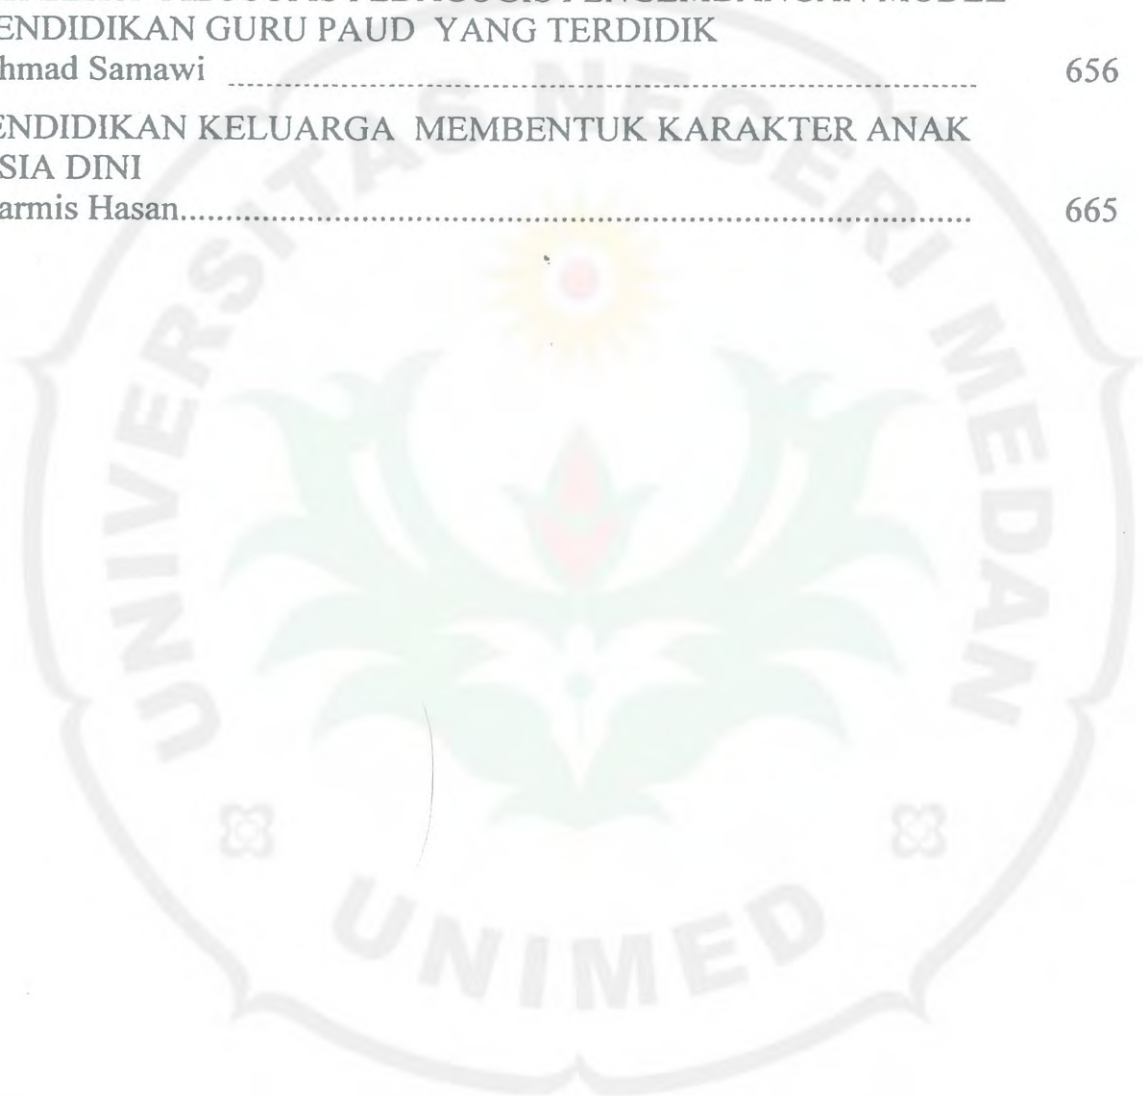 ENDIDIKAN GURU PAUD YANG TERDIDIK
hmad Samawi 656
ENDIDIKAN KELUARGA MEMBENTUK KARAKTER ANAK
SIA DINI
armis Hasan 665
UNIVERSITAS NEGERI MEDAN
UNIMED